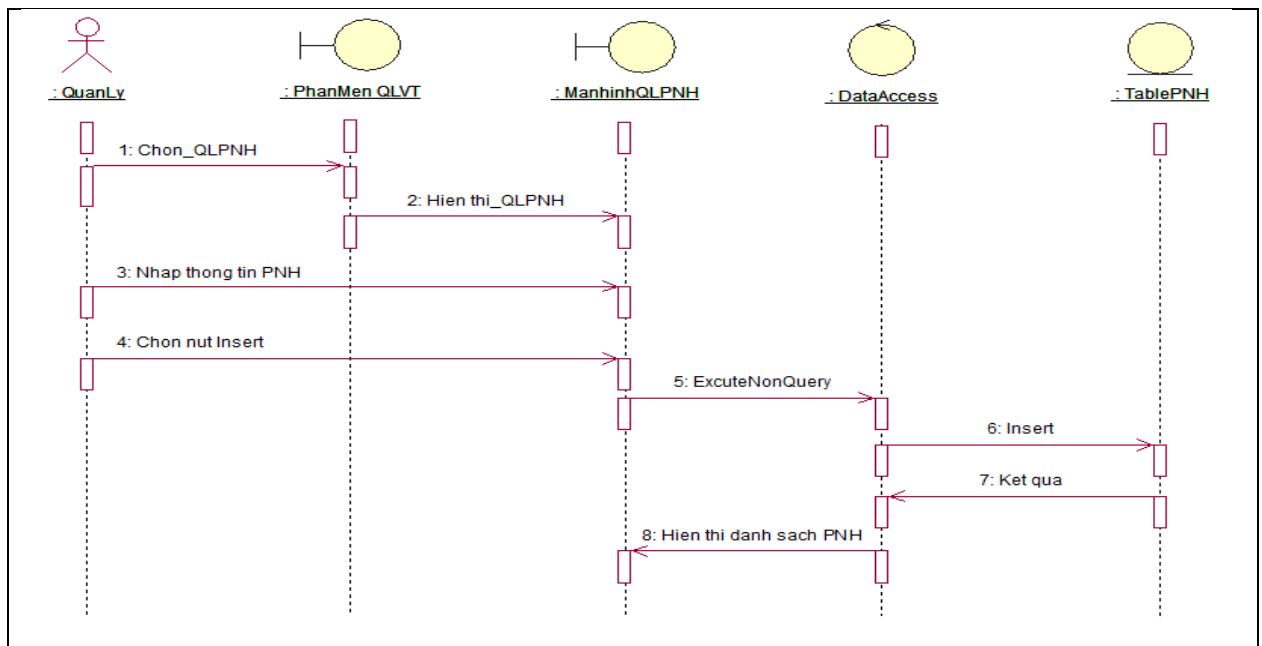 : QuanLy
: PhanMen QLVT
: ManhinhQLPNH
: DataAccess
: TablePNH
1: Chon_QLPNH
2: Hien thi_QLPNH
3: Nhap thong tin PNH
4: Chon nut Insert
5: ExcuteNonQuery
6: Insert
7: Ket qua
8: Hien thi danh sach PNH